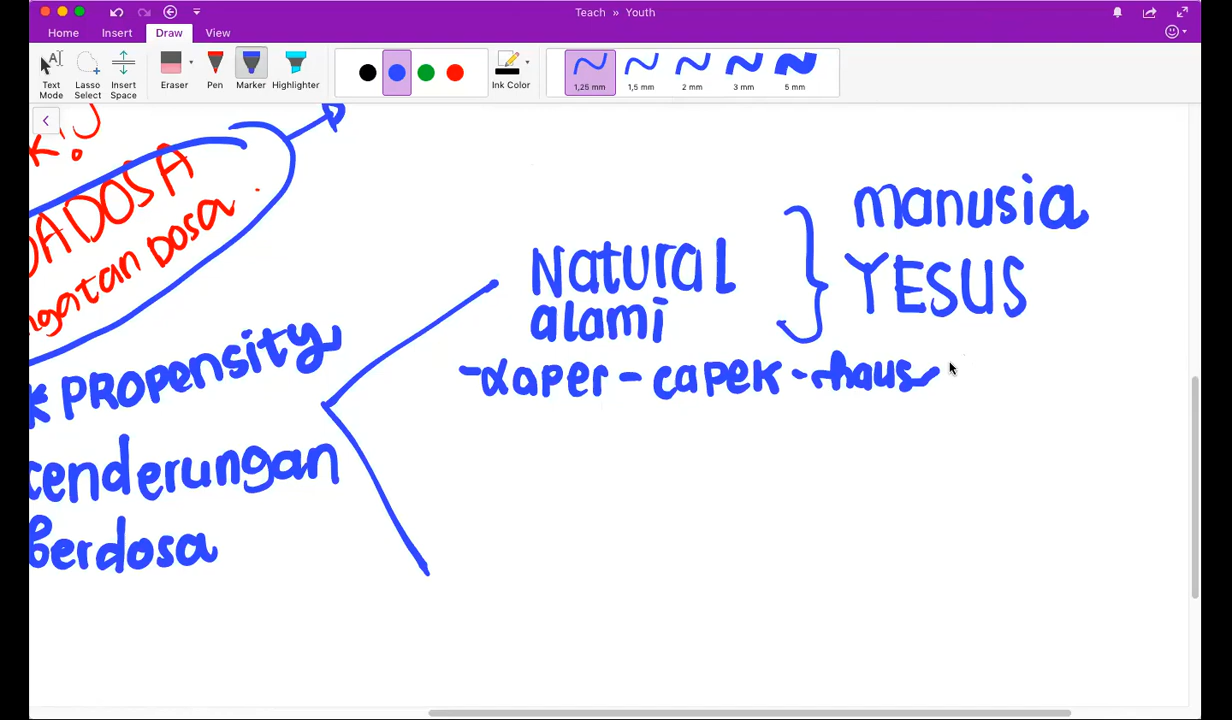 Teach » Youth
Home Insert Draw View
Text Mode
Lasso Select
Insert Space
Eraser
Pen
Marker
Highlighter
Ink Color
1,25 mm
1,5 mm
2 mm
3 mm
5 mm
K!
ADOSA
ngatan Dosa
* PROPENSITY
cenderungan
berdosa
Natural
alami
manusia
YESUS
- Laper - capek - haus -